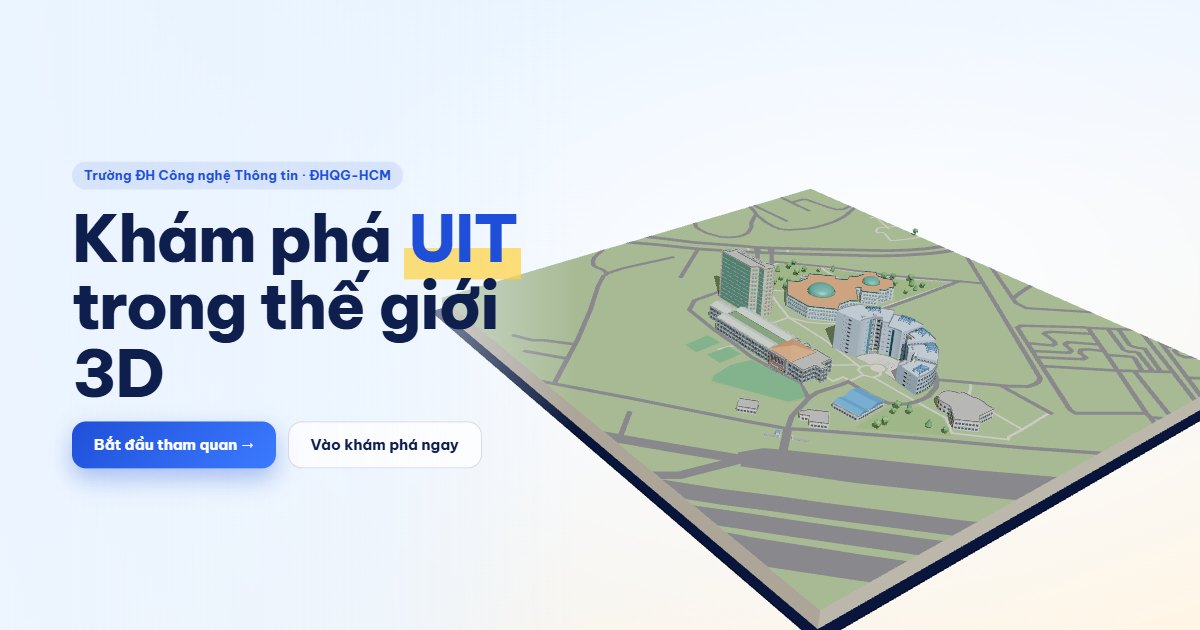 Trường ĐH Công nghệ Thông tin · ĐHQG-HCM
Khám phá UIT
trong thế giới
3D
Bắt đầu tham quan →
Vào khám phá ngay